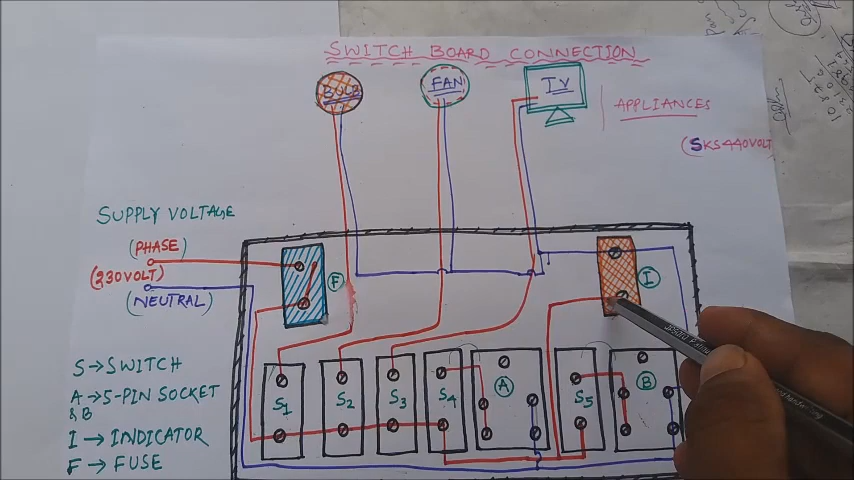 SWITCH BOARD CONNECTION
BULB
FAN
TV
APPLIANCES
(SKS440VOLT)
SUPPLY VOLTAGE
(PHASE)
(230VOLT)
(NEUTRAL)
F
I
S→SWITCH
A→5-PIN SOCKET
&B
I→INDICATOR
F→FUSE
S1
S2
S3
S4
A
S5
B